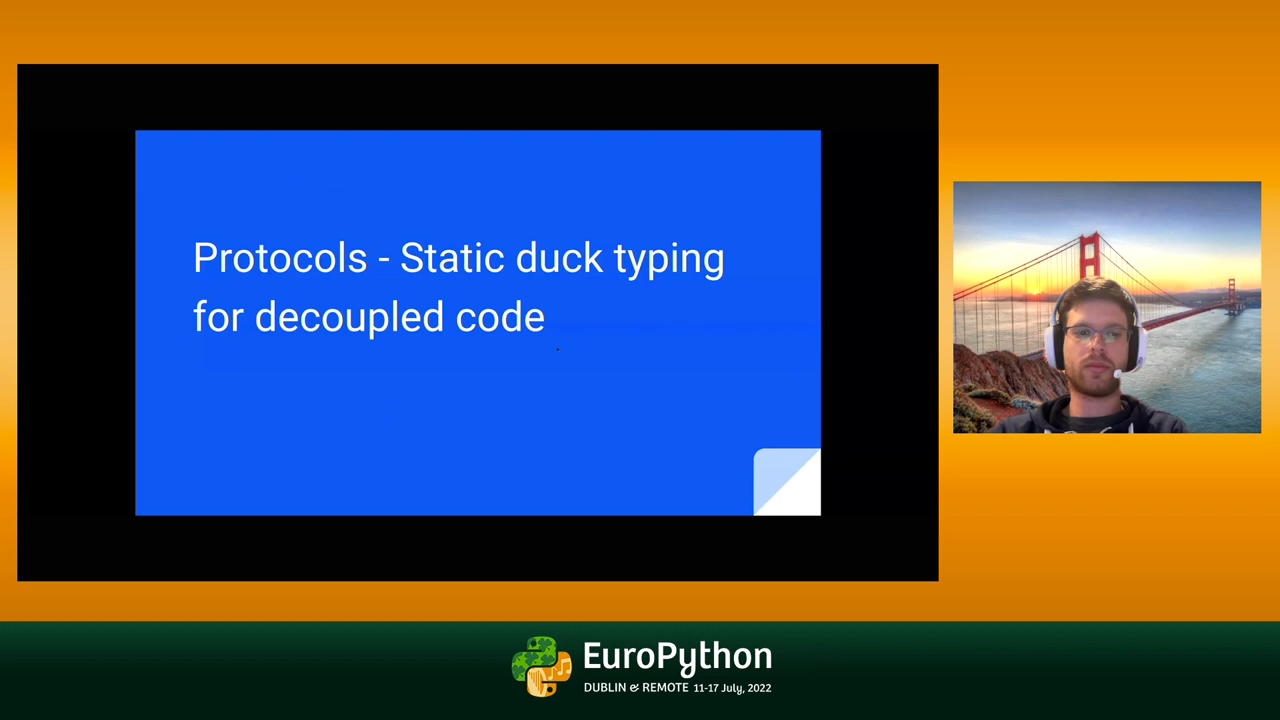 Protocols - Static duck typing
for decoupled code
EuroPython
DUBLIN & REMOTE 11-17 July, 2022